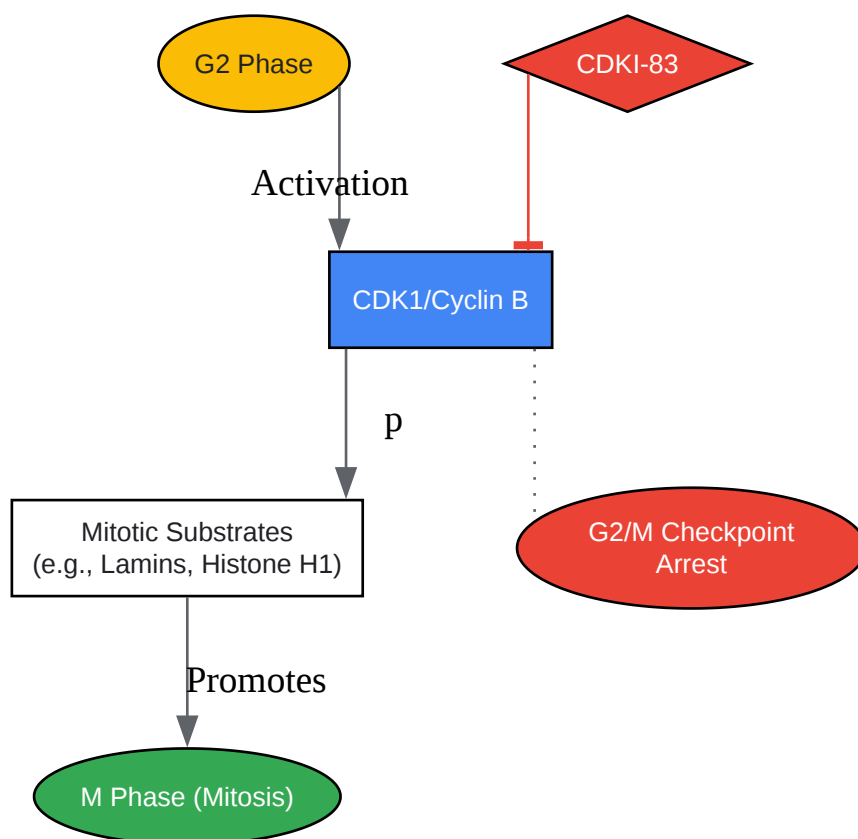 G2 Phase
CDKI-83
Activation
CDK1/Cyclin B
p
Mitotic Substrates
(e.g., Lamins, Histone H1)
G2/M Checkpoint
Arrest
Promotes
M Phase (Mitosis)